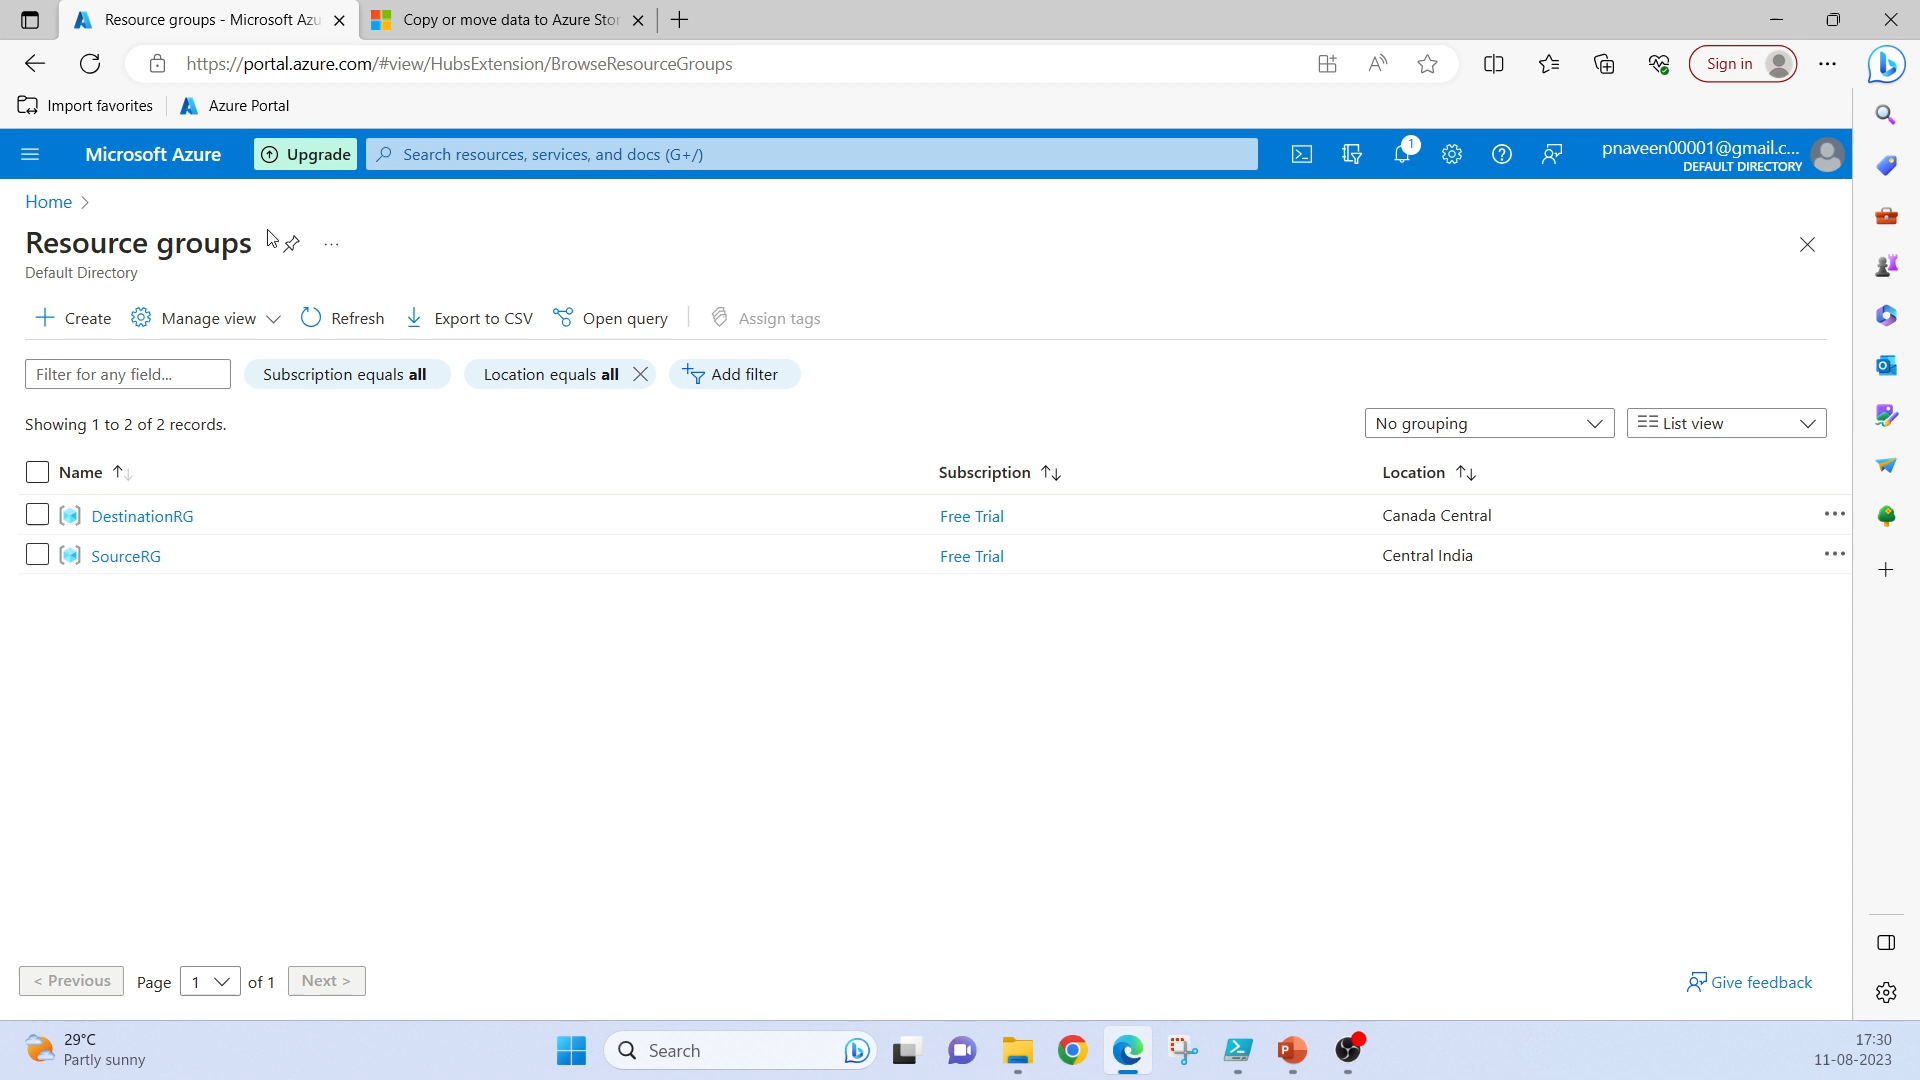 Resource groups - Microsoft Azu
Copy or move data to Azure Stor
https://portal.azure.com/#view/HubsExtension/BrowseResourceGroups
Sign in
Import favorites
Azure Portal
Microsoft Azure
Upgrade
Search resources, services, and docs (G+/)
1
pnaveen00001@gmail.c...
DEFAULT DIRECTORY
Home >
Resource groups
...
Default Directory
Create
Manage view
Refresh
Export to CSV
Open query
Assign tags
Filter for any field...
Subscription equals all
Location equals all
Add filter
Showing 1 to 2 of 2 records.
No grouping
List view
Name
Subscription
Location
DestinationRG
Free Trial
Canada Central
SourceRG
Free Trial
Central India
< Previous
Page
1
of 1
Next >
Give feedback
29°C
Partly sunny
Search
17:30
11-08-2023